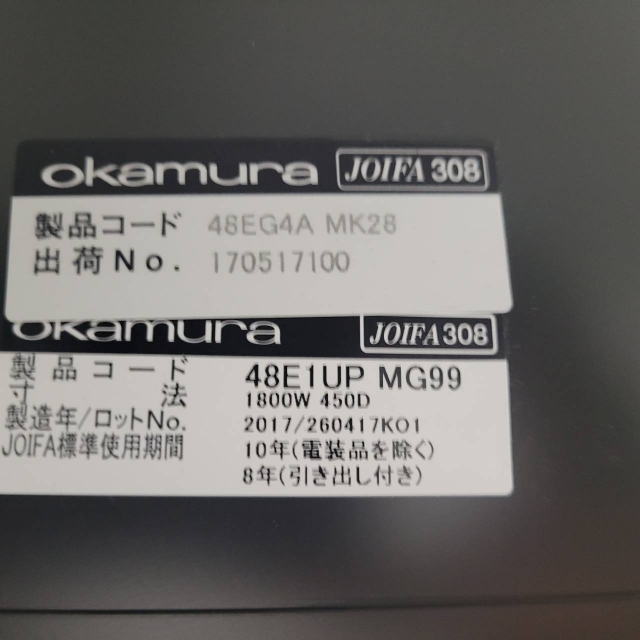 okamura JOIFA 308
製品コード 48EG4A MK28
出荷No. 170517100
okamura JOIFA 308
製品コード 48E1UP MG99
寸法 1800W 450D
製造年/ロットNo. 2017/260417K01
JOIFA標準使用期間 10年(電装品を除く)
8年(引き出し付き)